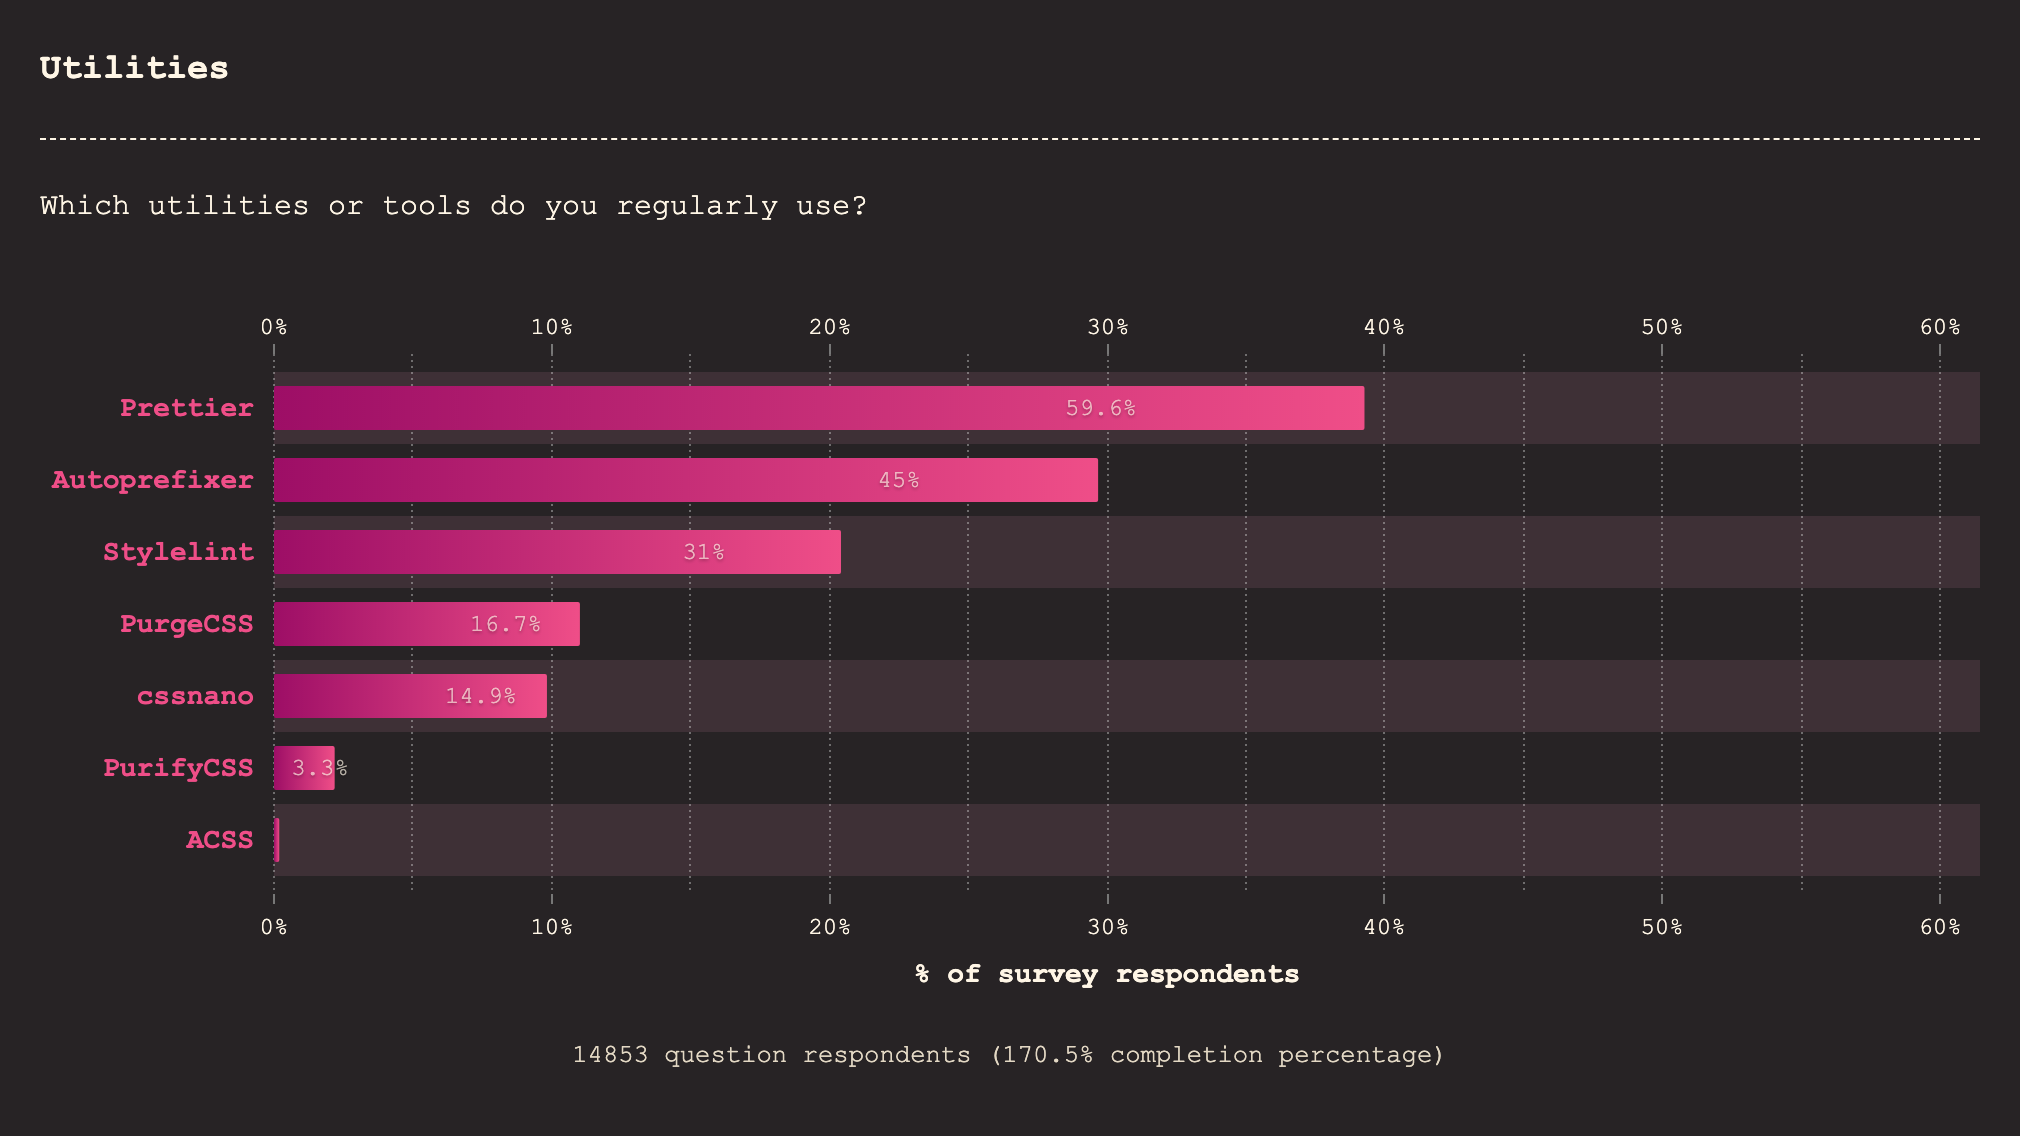 Utilities
Which utilities or tools do you regularly use?
0% 10% 20% 30% 40% 50% 60%
Prettier 59.6%
Autoprefixer 45%
Stylelint 31%
PurgeCSS 16.7%
cssnano 14.9%
PurifyCSS 3.3%
ACSS
0% 10% 20% 30% 40% 50% 60%
% of survey respondents
14853 question respondents (170.5% completion percentage)